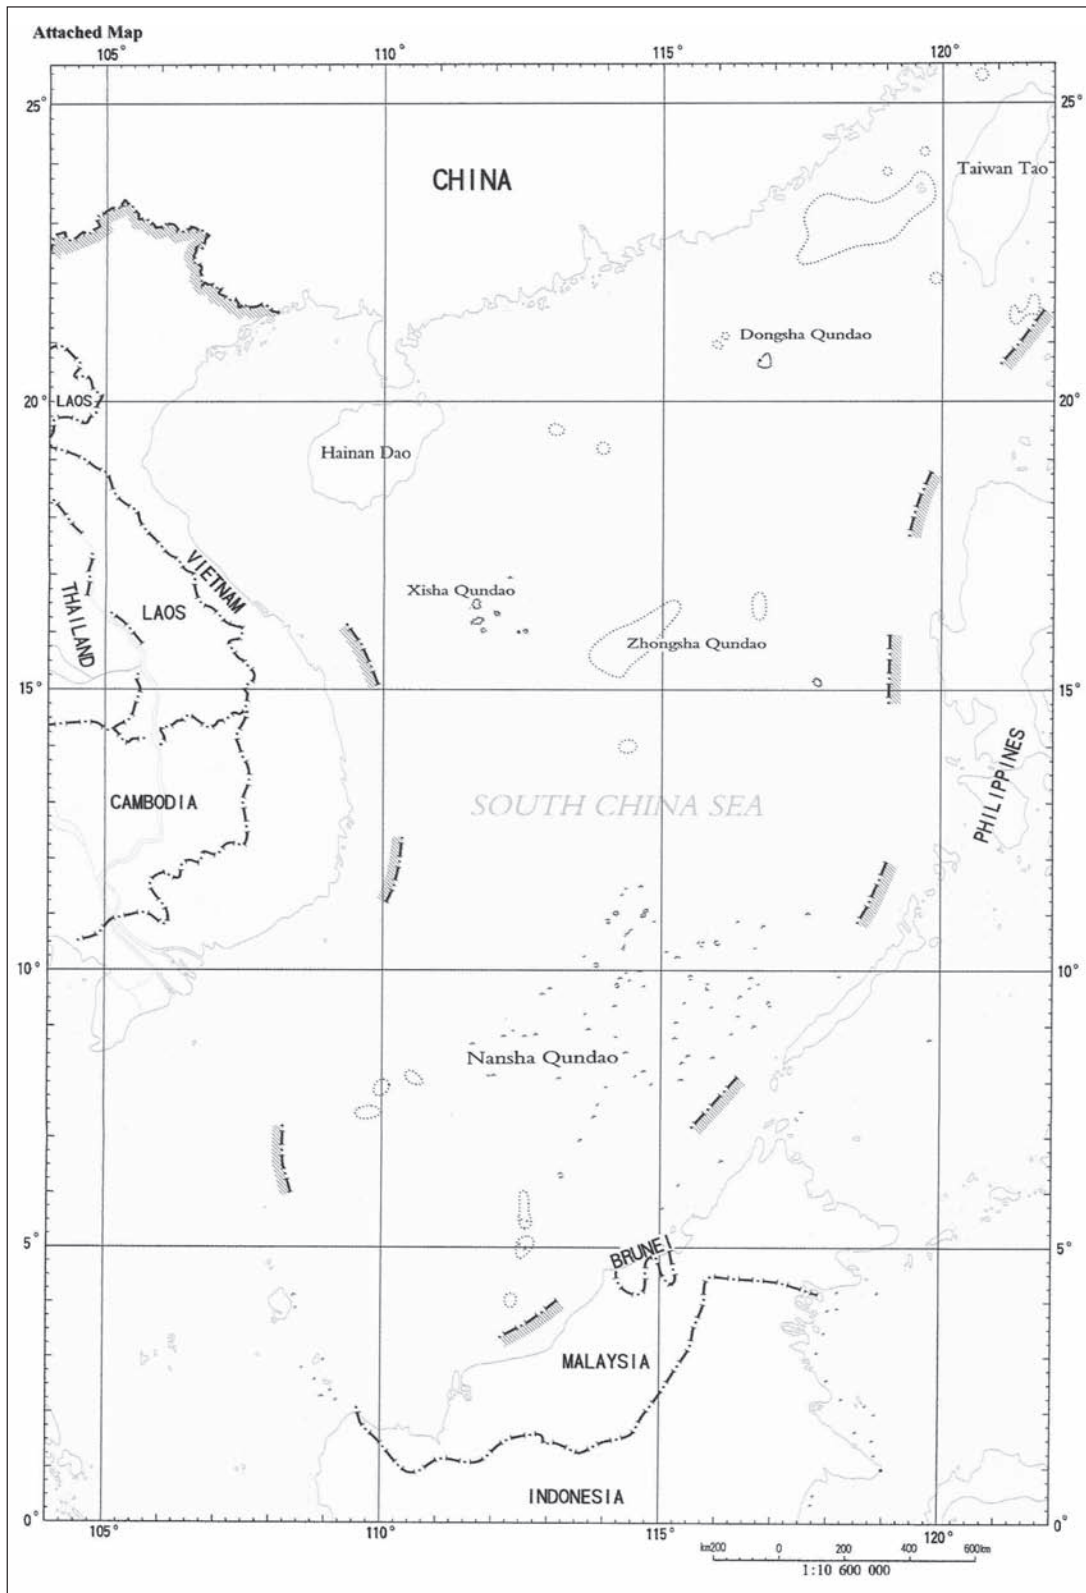 Attached Map
105° 110° 115° 120°
25° 25°
CHINA
Taiwan Tao
Dongsha Qundao
20° 20°
LAOS
Hainan Dao
VIETNAM
Xisha Qundao
THAILAND
LAOS
Zhongsha Qundao
15° 15°
PHILIPPINES
CAMBODIA
SOUTH CHINA SEA
10° 10°
Nansha Qundao
5° 5°
BRUNEI
MALAYSIA
INDONESIA
0° 0°
105° 110° 115° 120°
km200 0 200 400 600km
1:10 600 000